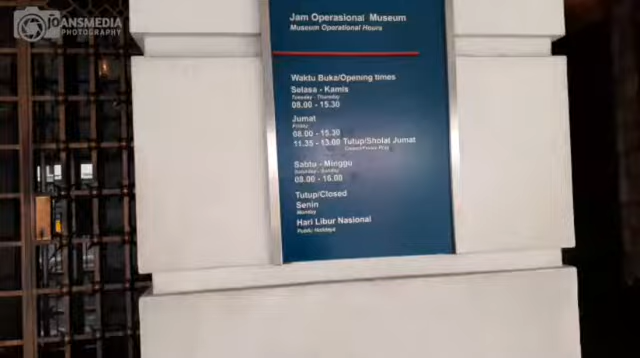 JOANSMEDIA
PHOTOGRAPHY
Jam Operasional Museum
Museum Operational Hours
Waktu Buka/Opening times
Selasa - Kamis
Tuesday - Thursday
08.00 - 15.30
Jumat
Friday
08.00 - 15.30
11.35 - 13.00 Tutup/Sholat Jumat
Sabtu - Minggu
Saturday - Sunday
08.00 - 16.00
Tutup/Closed
Senin
Monday
Hari Libur Nasional
Public Holidays